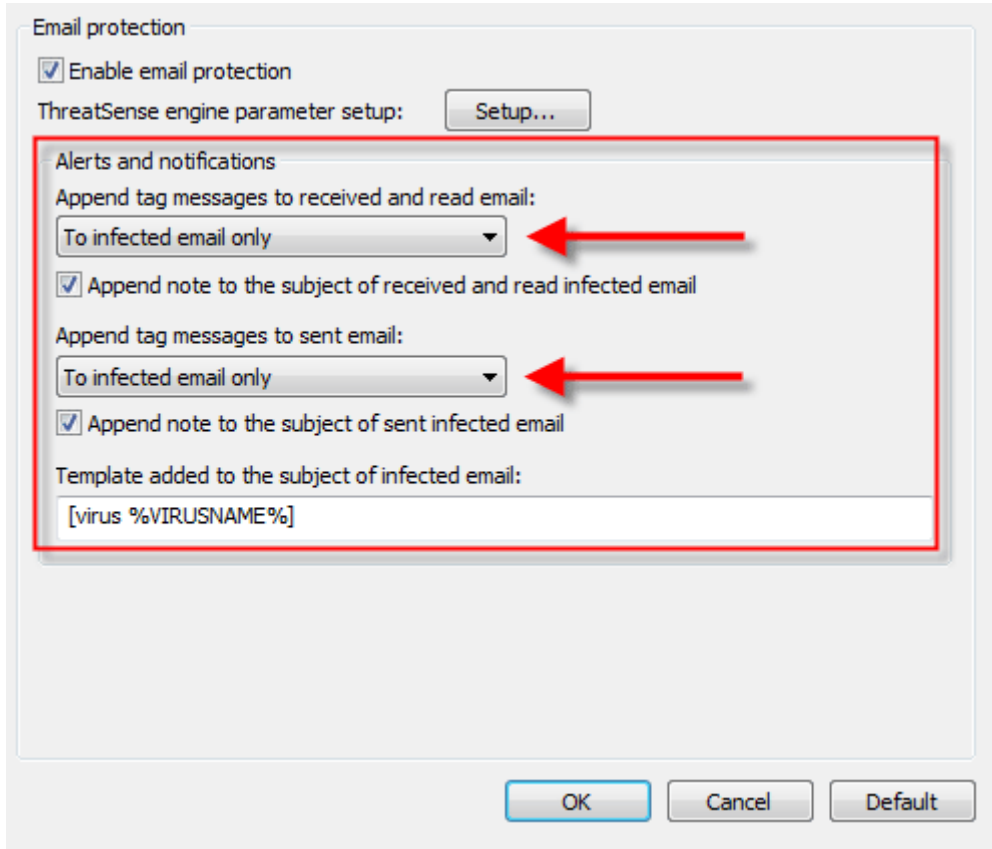 Email protection
Enable email protection
ThreatSense engine parameter setup: Setup...
Alerts and notifications
Append tag messages to received and read email:
To infected email only
Append note to the subject of received and read infected email
Append tag messages to sent email:
To infected email only
Append note to the subject of sent infected email
Template added to the subject of infected email:
[virus %VIRUSNAME%]
OK Cancel Default